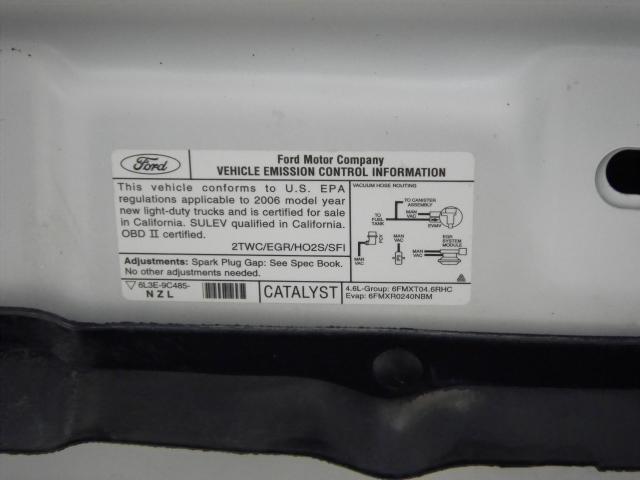 Ford
Ford Motor Company
VEHICLE EMISSION CONTROL INFORMATION
This vehicle conforms to U.S. EPA
regulations applicable to 2006 model year
new light-duty trucks and is certified for sale
in California. SULEV qualified in California.
OBD II certified.
2TWC/EGR/HO2S/SFI
VACUUM HOSE ROUTING
TO CANISTER
ASSEMBLY
MAN
VAC
EVMV
TO
FUEL
TANK
PCV
MAN
VAC
MAN
VAC
EGR
SYSTEM
MODULE
MAN
VAC
Adjustments: Spark Plug Gap: See Spec Book.
No other adjustments needed.
6L3E-9C485-
NZL
CATALYST
4.6L-Group: 6FMXT04.6RHC
Evap: 6FMXR0240NBM